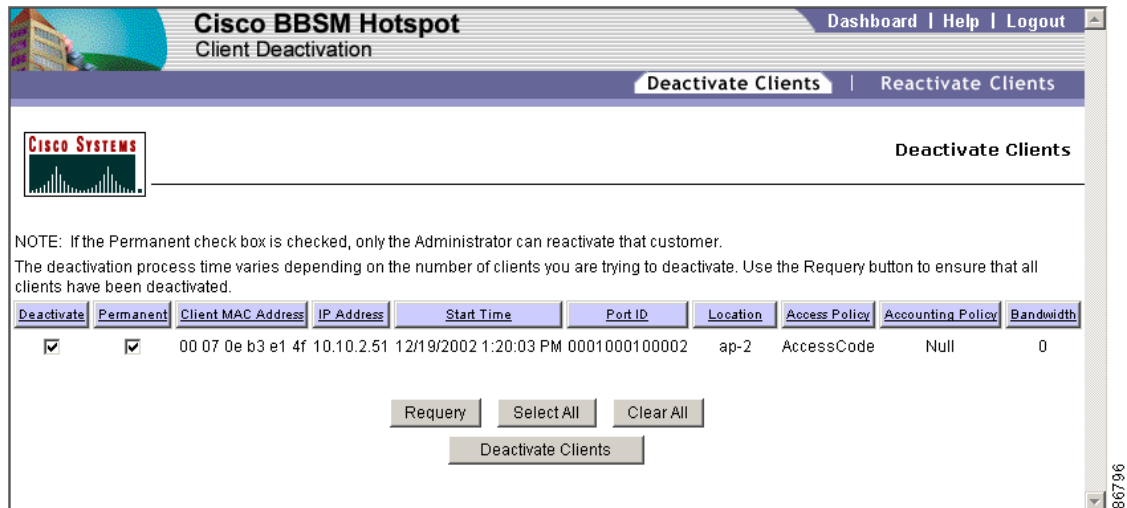 Cisco BBSM Hotspot
Dashboard | Help | Logout
Client Deactivation
Deactivate Clients | Reactivate Clients
CISCO SYSTEMS
Deactivate Clients
NOTE: If the Permanent check box is checked, only the Administrator can reactivate that customer.
The deactivation process time varies depending on the number of clients you are trying to deactivate. Use the Requery button to ensure that all
clients have been deactivated.
Deactivate Permanent Client MAC Address IP Address Start Time Port ID Location Access Policy Accounting Policy Bandwidth
00 07 0e b3 e1 4f 10.10.2.51 12/19/2002 1:20:03 PM 0001000100002 ap-2 AccessCode Null 0
Requery Select All Clear All
Deactivate Clients
86796